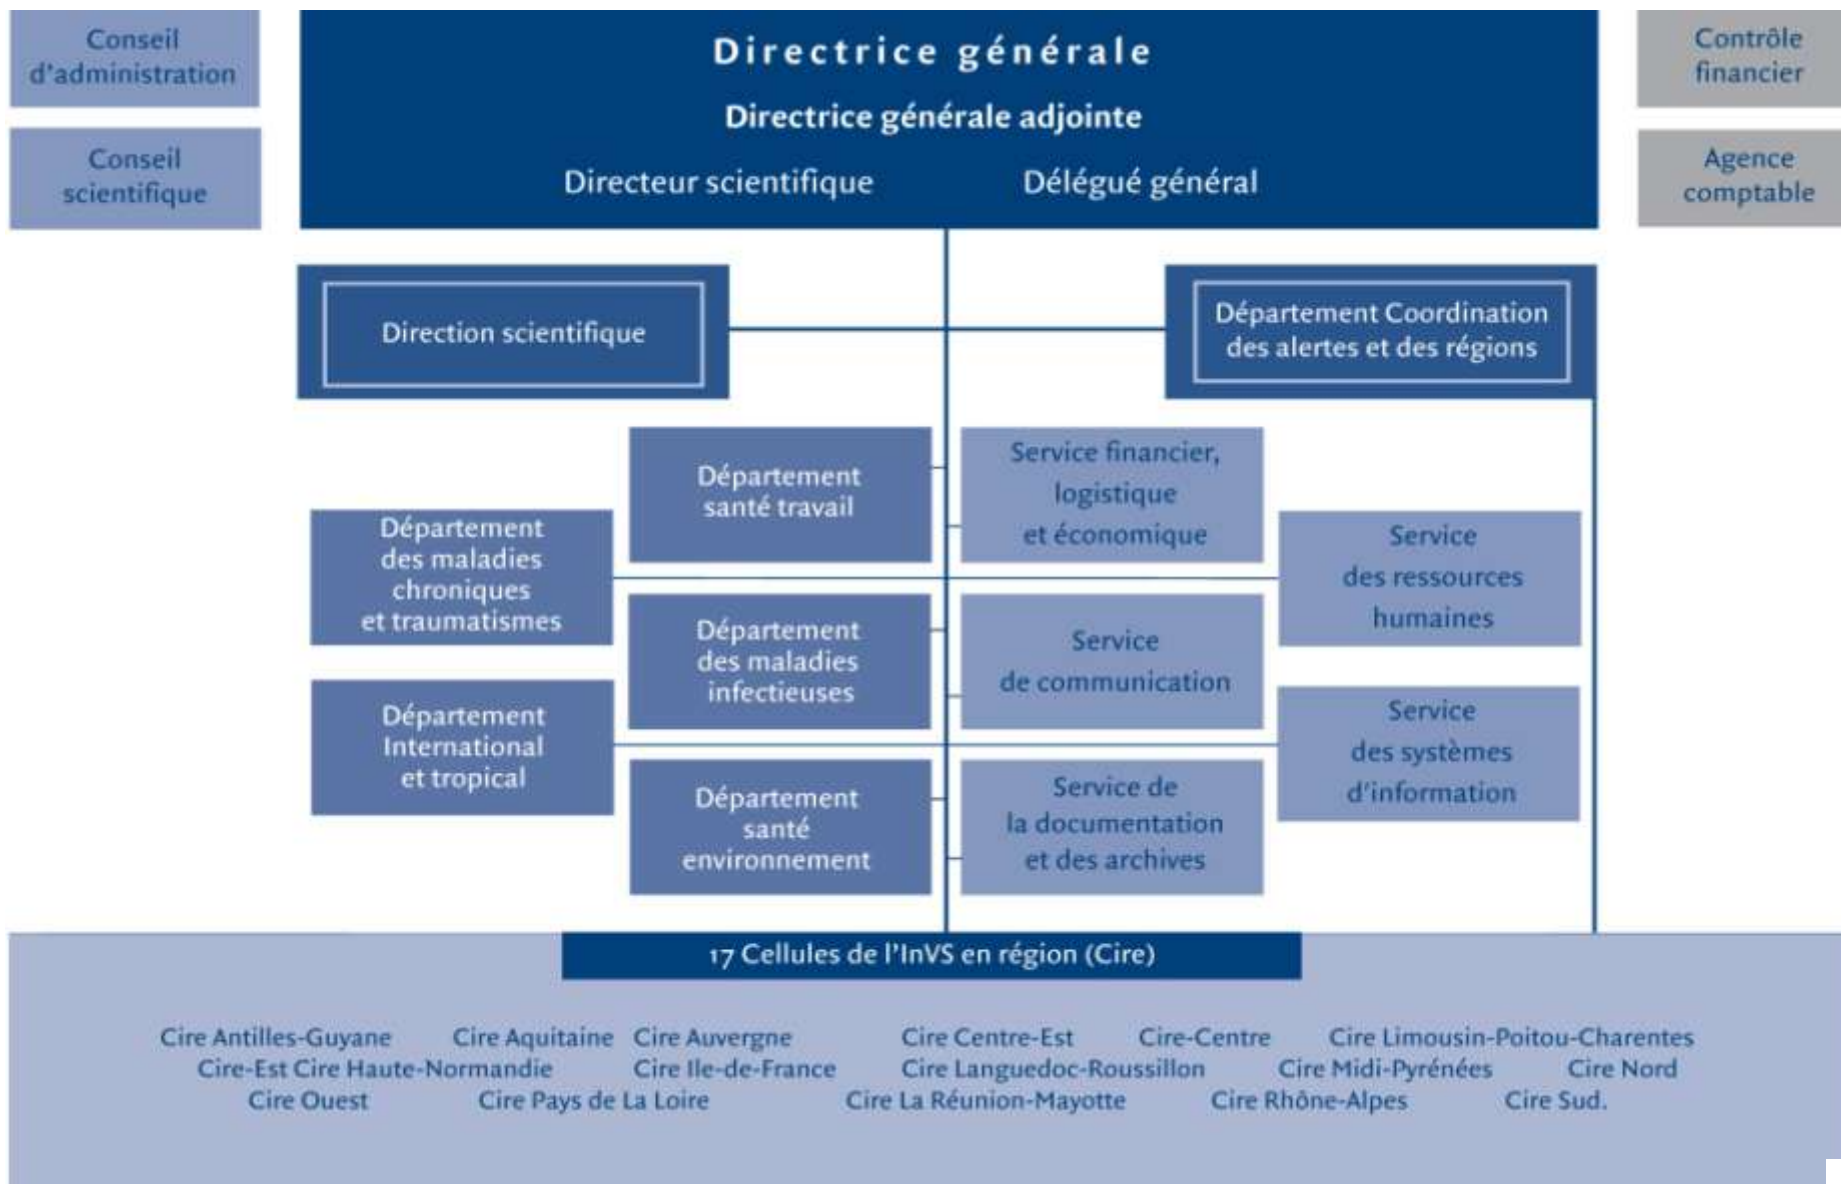 Conseil
d'administration
Conseil
scientifique
Directrice générale
Directrice générale adjointe
Directeur scientifique Délégué général
Contrôle
financier
Agence
comptable
Direction scientifique
Département Coordination
des alertes et des régions
Département
santé travail
Service financier,
logistique
et économique
Département
des maladies
chroniques
et traumatismes
Service
des ressources
humaines
Département
des maladies
infectieuses
Service
de communication
Département
International
et tropical
Service
des systèmes
d'information
Département
santé
environnement
Service de
la documentation
et des archives
17 Cellules de l'InVS en région (Cire)
Cire Antilles-Guyane Cire Aquitaine Cire Auvergne Cire Centre-Est Cire-Centre Cire Limousin-Poitou-Charentes
Cire-Est Cire Haute-Normandie Cire Ile-de-France Cire Languedoc-Roussillon Cire Midi-Pyrénées Cire Nord
Cire Ouest Cire Pays de La Loire Cire La Réunion-Mayotte Cire Rhône-Alpes Cire Sud.